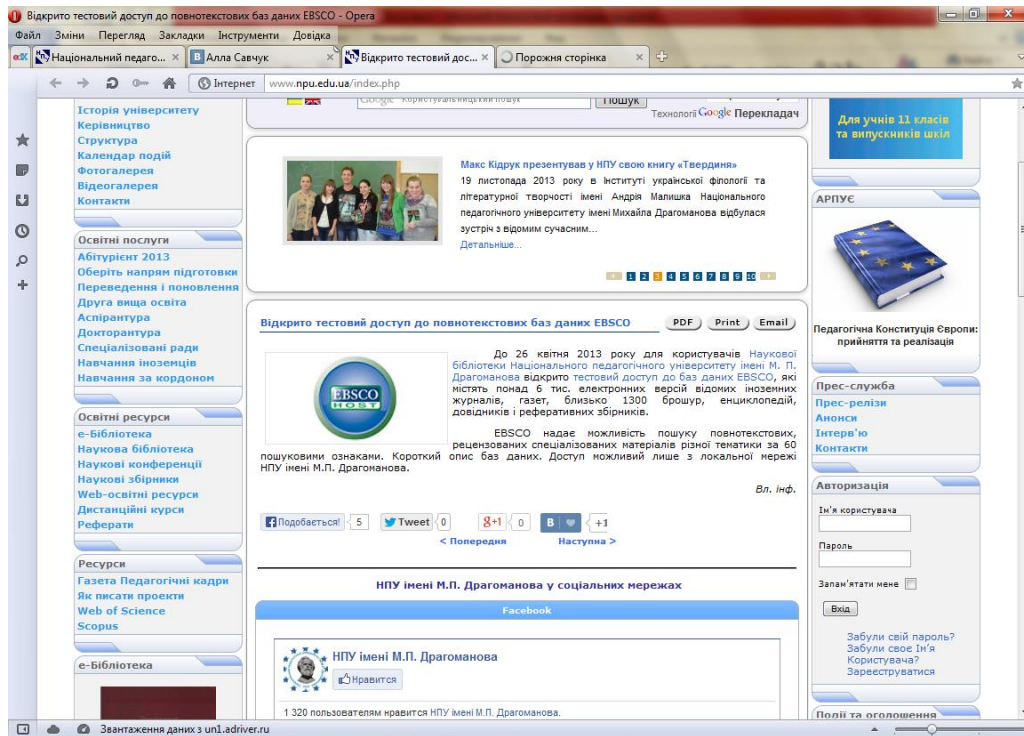 Відкрито тестовий доступ до повнотекстових баз даних EBSCO - Opera
Файл Зміни Перегляд Закладки Інструменти Довідка
Національний педаго... ×
Алла Савчук ×
Відкрито тестовий дос... ×
Порожня сторінка ×
Інтернет www.npu.edu.ua/index.php
Історія університету
Керівництво
Структура
Календар подій
Фотогалерея
Відеогалерея
Контакти
Освітні послуги
Абітурієнт 2013
Оберіть напрям підготовки
Переведення і поновлення
Друга вища освіта
Аспірантура
Докторантура
Спеціалізовані ради
Навчання іноземців
Навчання за кордоном
Освітні ресурси
е-Бібліотека
Наукова бібліотека
Наукові конференції
Наукові збірники
Web-освітні ресурси
Дистанційні курси
Реферати
Ресурси
Газета Педагогічні кадри
Як писати проекти
Web of Science
Scopus
е-Бібліотека
Google Користувальницький пошук Пошук
Технології Google Перекладач
Макс Кідрук презентував у НПУ свою книгу «Твердиня»
19 листопада 2013 року в Інституті української філології та
літературної творчості імені Андрія Малишка Національного
педагогічного університету імені Михайла Драгоманова відбулася
зустріч з відомим сучасним...
Детальніше...
1 2 3 4 5 6 7 8 9 10
Відкрито тестовий доступ до повнотекстових баз даних EBSCO
PDF Print Email
EBSCO
HOST
До 26 квітня 2013 року для користувачів Наукової
бібліотеки Національного педагогічного університету імені М. П.
Драгоманова відкрито тестовий доступ до баз даних EBSCO, які
містять понад 6 тис. електронних версій відомих іноземних
журналів, газет, близько 1300 брошур, енциклопедій,
довідників і реферативних збірників.
EBSCO надає можливість пошуку повнотекстових,
рецензованих спеціалізованих матеріалів різної тематики за 60
пошуковими ознаками. Короткий опис баз даних. Доступ можливий лише з локальної мережі
НПУ імені М.П. Драгоманова.
Вл. інф.
Подобається! 5 Tweet 0 g+1 0 B +1
< Попередня Наступна >
НПУ імені М.П. Драгоманова у соціальних мережах
Facebook
НПУ імені М.П. Драгоманова
Нравится
1 320 пользователям нравится НПУ імені М.П. Драгоманова.
Для учнів 11 класів
та випускників шкіл
АРПУЄ
Педагогічна Конституція Європи:
прийняття та реалізація
Прес-служба
Прес-релізи
Анонси
Інтерв'ю
Контакти
Авторизація
Ім'я користувача
Пароль
Запам'ятати мене
Вхід
Забули свій пароль?
Забули своє Ім'я
Користувача?
Зареєструватися
Події та оголошення
Звантаження даних з un1.adriver.ru